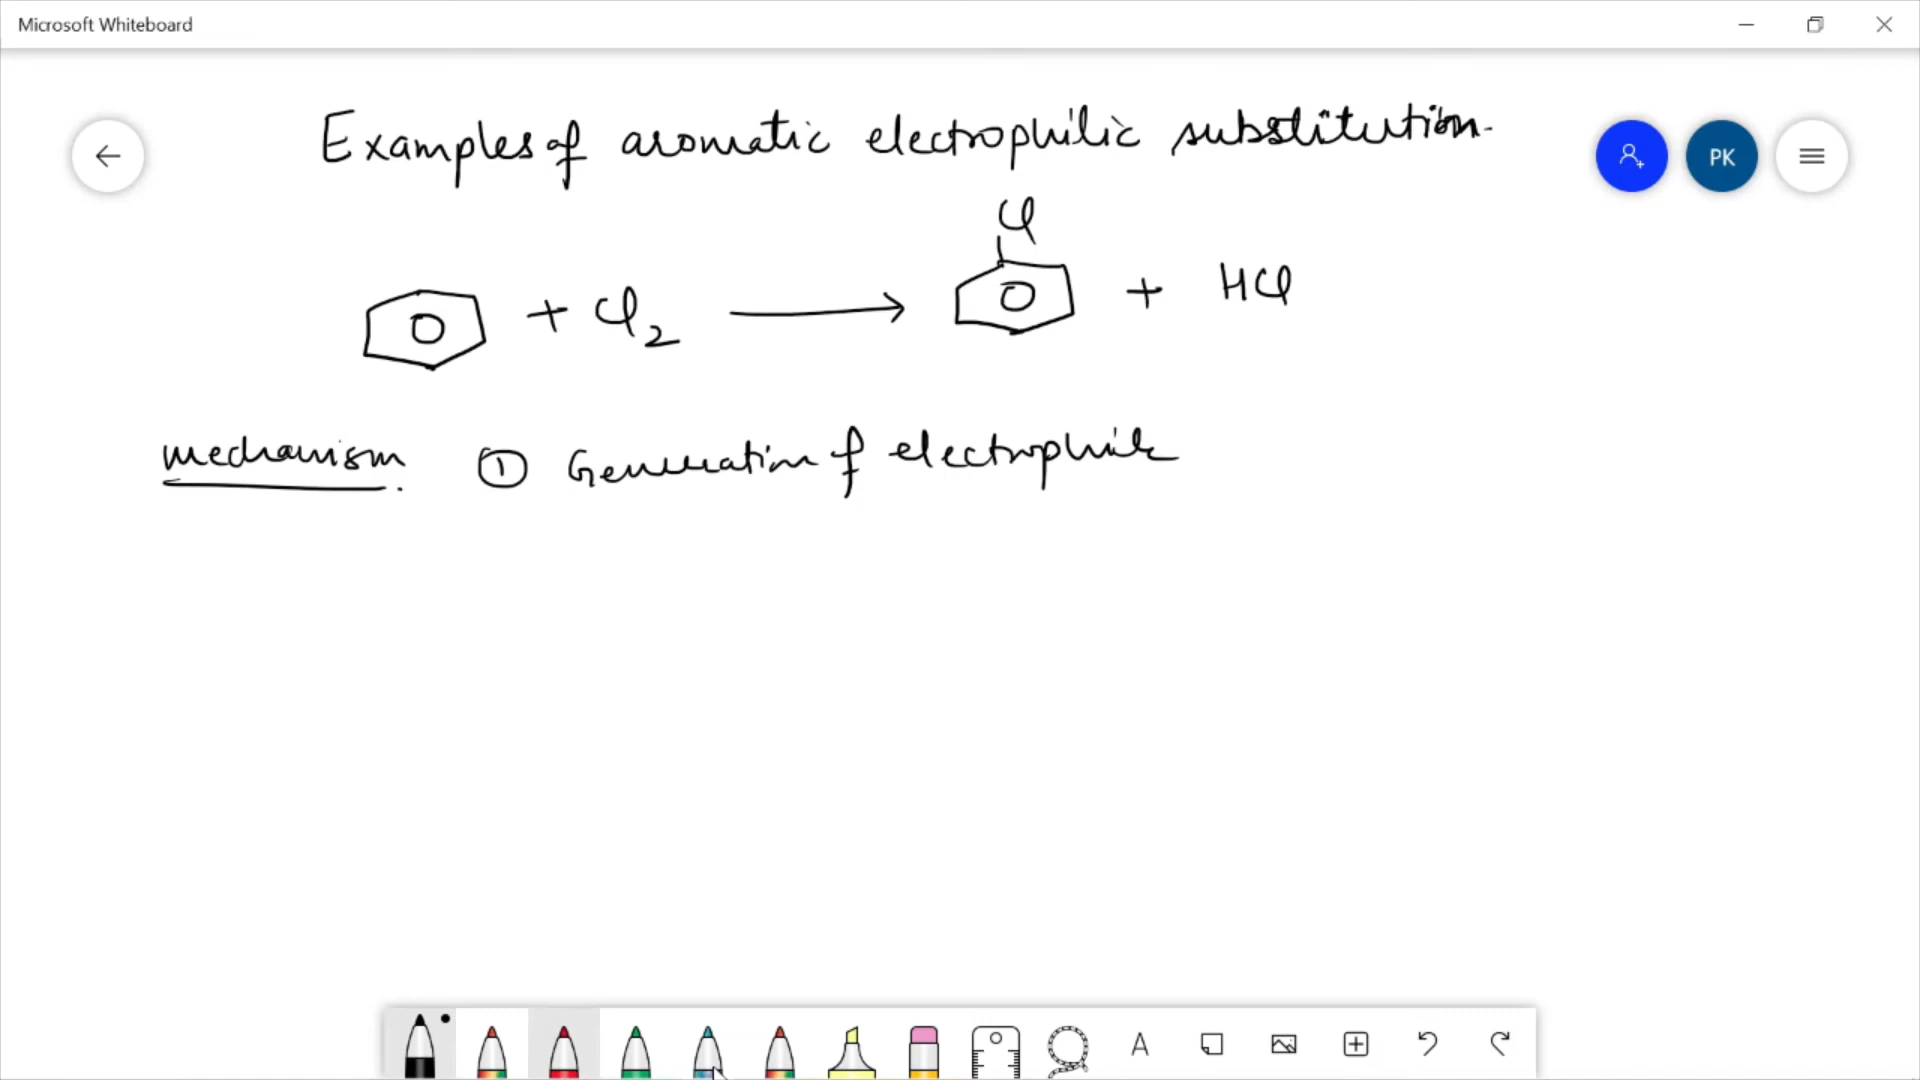 Microsoft Whiteboard
Examples of aromatic electrophilic substitution.
PK
Cl
+ Cl2 → + HCl
mechanism. ① Generation of electrophile
A